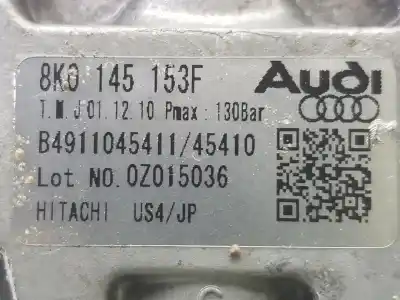 8K0 145 153F
Audi
T.M.J 01.12.10 Pmax : 130Bar
B4911045411/45410
Lot NO. 0Z015036
HITACHI US4/JP